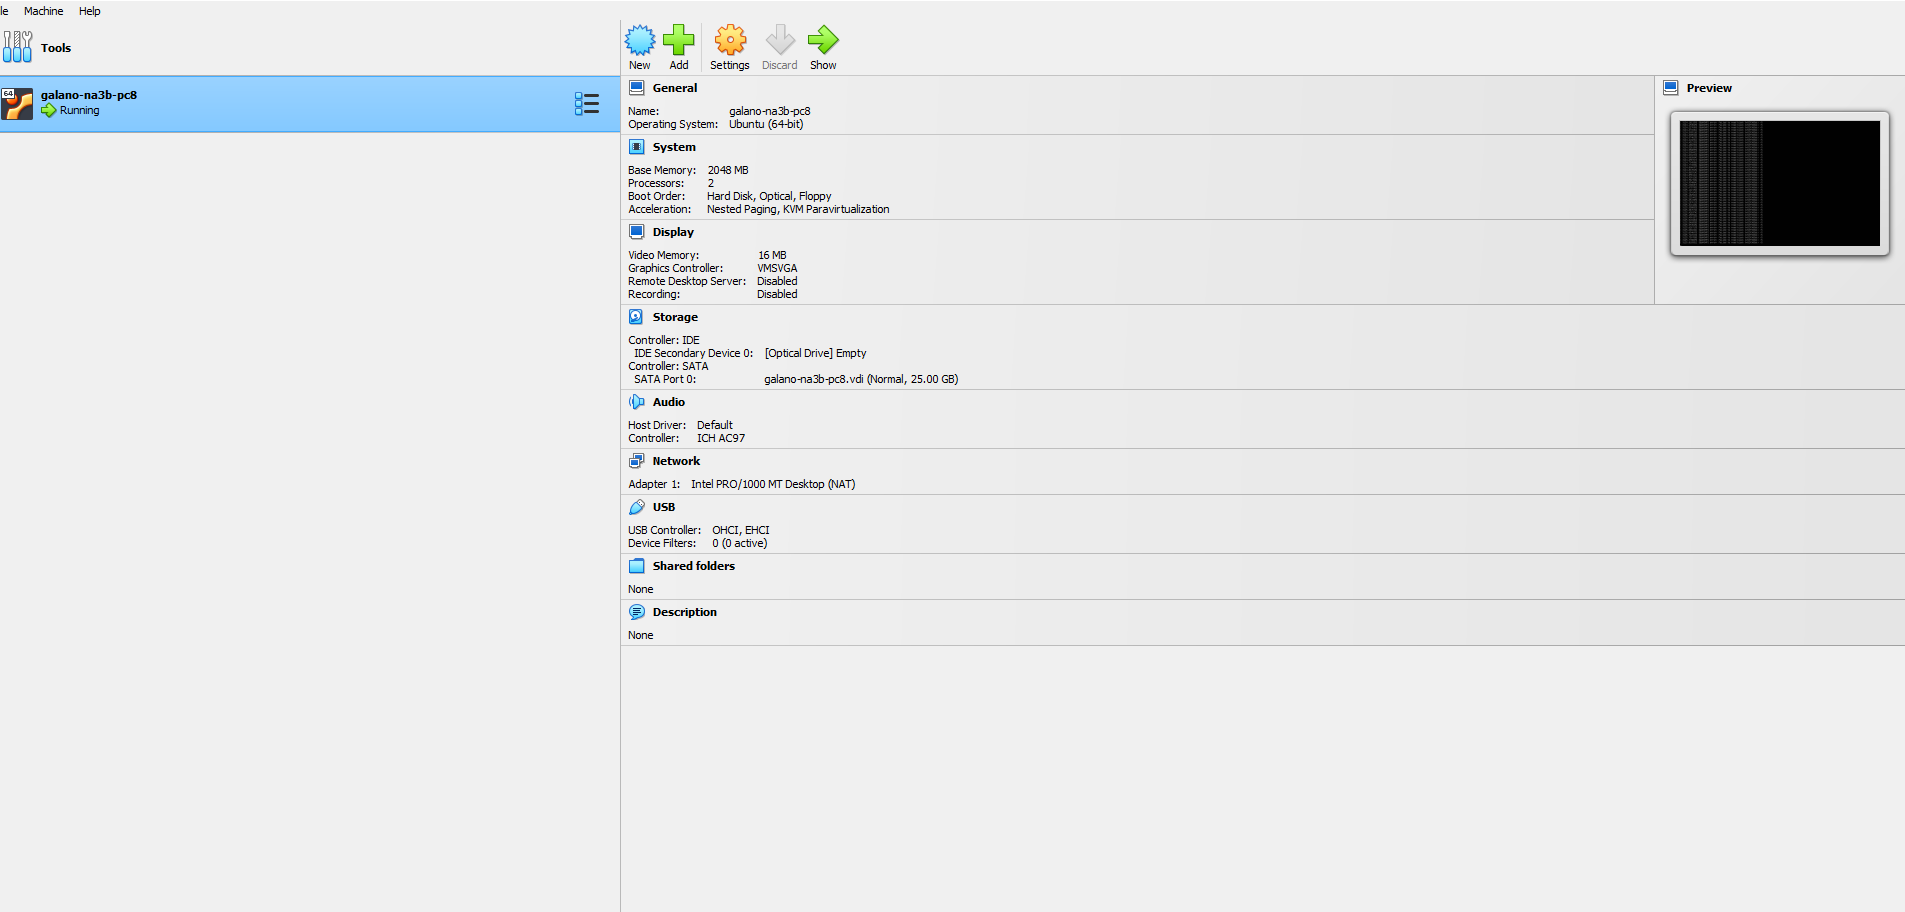 le Machine Help
Tools
New Add Settings Discard Show
64
galano-na3b-pc8
Running
General
Name: galano-na3b-pc8
Operating System: Ubuntu (64-bit)
System
Base Memory: 2048 MB
Processors: 2
Boot Order: Hard Disk, Optical, Floppy
Acceleration: Nested Paging, KVM Paravirtualization
Display
Video Memory: 16 MB
Graphics Controller: VMSVGA
Remote Desktop Server: Disabled
Recording: Disabled
Preview
Storage
Controller: IDE
IDE Secondary Device 0: [Optical Drive] Empty
Controller: SATA
SATA Port 0: galano-na3b-pc8.vdi (Normal, 25.00 GB)
Audio
Host Driver: Default
Controller: ICH AC97
Network
Adapter 1: Intel PRO/1000 MT Desktop (NAT)
USB
USB Controller: OHCI, EHCI
Device Filters: 0 (0 active)
Shared folders
None
Description
None